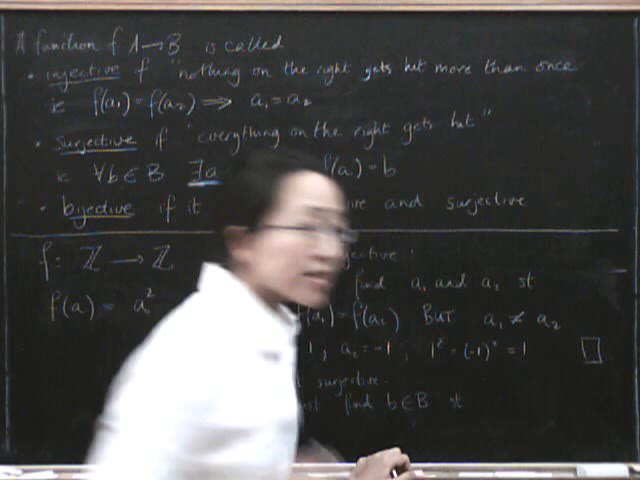 A function f A → B is called
• injective if "nothing on the right gets hit more than once
ie f(a₁) = f(a₂) ⟹ a₁ = a₂
• surjective if "everything on the right gets hit"
ie ∀b ∈ B ∃a f(a) = b
• bijective if it and surjective
f: ℤ → ℤ
f(a) = a²
find a₁ and a₂ st
f(a₁) = f(a₂) BUT a₁ ≠ a₂
1, a₂ = -1, 1² = (-1)² = 1 □
surjective.
find b ∈ B st